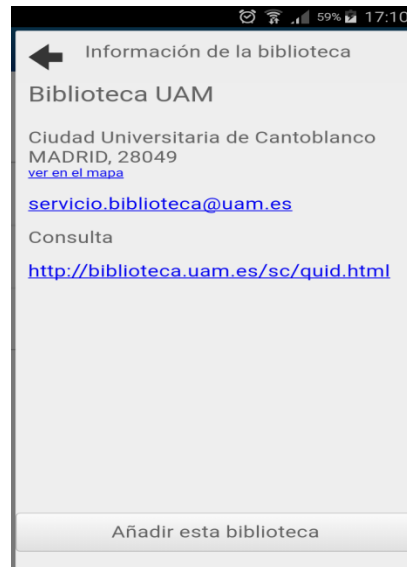 59% 17:10
Información de la biblioteca
Biblioteca UAM
Ciudad Universitaria de Cantoblanco
MADRID, 28049
ver en el mapa
servicio.biblioteca@uam.es
Consulta
http://biblioteca.uam.es/sc/quid.html
Añadir esta biblioteca